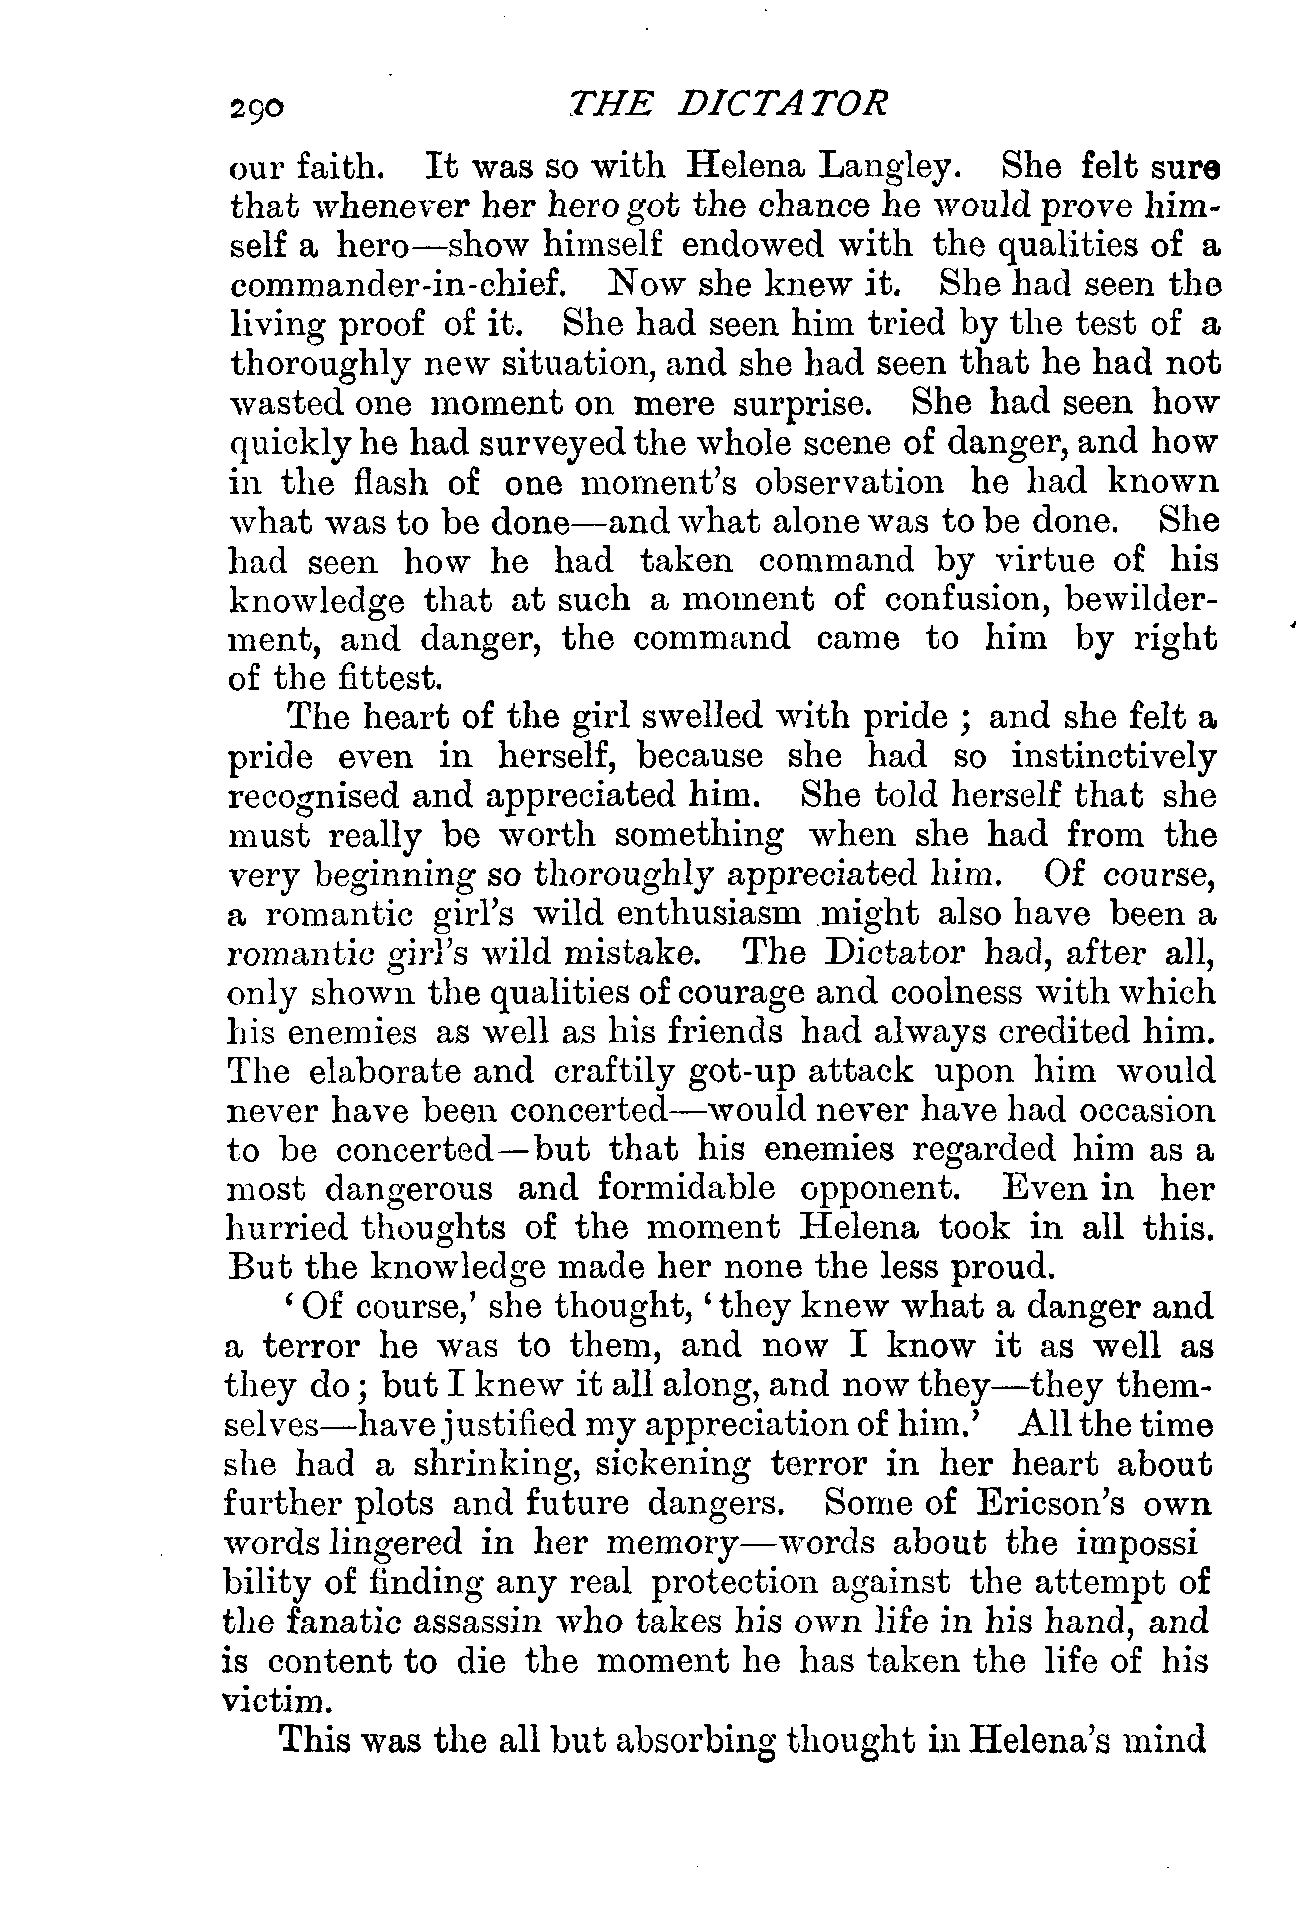 290 THE DICTATOR
our faith. It was so with Helena Langley. She felt sure
that whenever her hero got the chance he would prove him-
self a hero—show himself endowed with the qualities of a
commander-in-chief. Now she knew it. She had seen the
living proof of it. She had seen him tried by the test of a
thoroughly new situation, and she had seen that he had not
wasted one moment on mere surprise. She had seen how
quickly he had surveyed the whole scene of danger, and how
in the flash of one moment's observation he had known
what was to be done—and what alone was to be done. She
had seen how he had taken command by virtue of his
knowledge that at such a moment of confusion, bewilder-
ment, and danger, the command came to him by right
of the fittest.
The heart of the girl swelled with pride ; and she felt a
pride even in herself, because she had so instinctively
recognised and appreciated him. She told herself that she
must really be worth something when she had from the
very beginning so thoroughly appreciated him. Of course,
a romantic girl's wild enthusiasm might also have been a
romantic girl's wild mistake. The Dictator had, after all,
only shown the qualities of courage and coolness with which
his enemies as well as his friends had always credited him.
The elaborate and craftily got-up attack upon him would
never have been concerted—would never have had occasion
to be concerted—but that his enemies regarded him as a
most dangerous and formidable opponent. Even in her
hurried thoughts of the moment Helena took in all this.
But the knowledge made her none the less proud.
' Of course,' she thought, ' they knew what a danger and
a terror he was to them, and now I know it as well as
they do ; but I knew it all along, and now they—they them-
selves—have justified my appreciation of him.' All the time
she had a shrinking, sickening terror in her heart about
further plots and future dangers. Some of Ericson's own
words lingered in her memory—words about the impossi
bility of finding any real protection against the attempt of
the fanatic assassin who takes his own life in his hand, and
is content to die the moment he has taken the life of his
victim.
This was the all but absorbing thought in Helena's mind